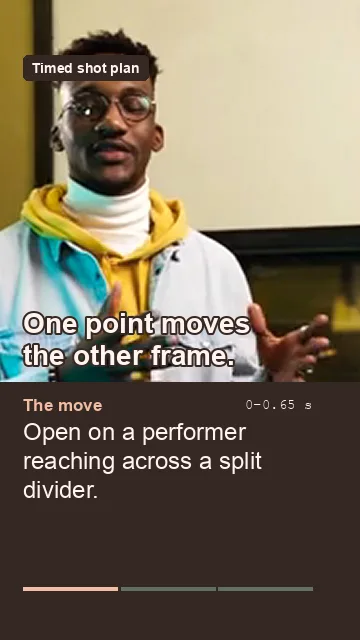 Timed shot plan
One point moves
the other frame.
The move
0–0.65 s
Open on a performer
reaching across a split
divider.